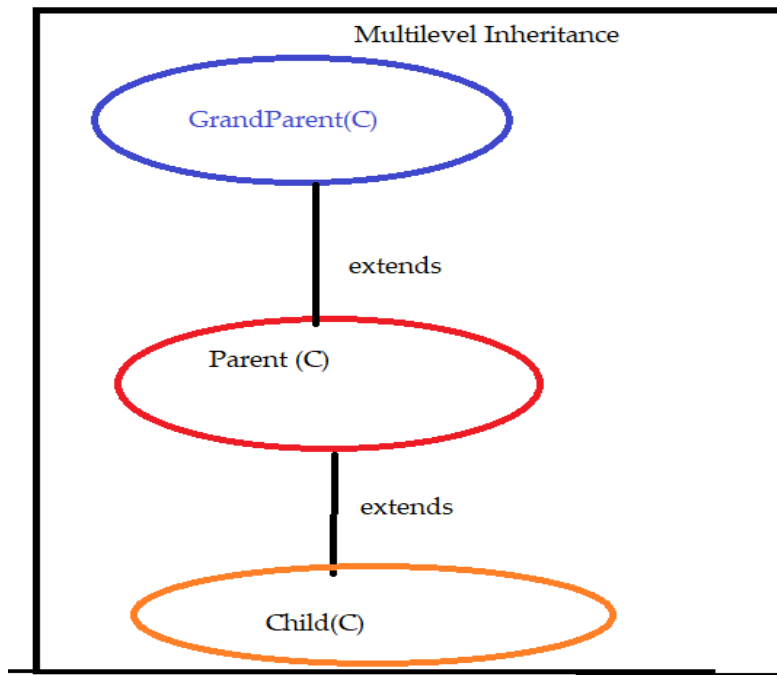 Multilevel Inheritance
GrandParent(C)
extends
Parent (C)
extends
Child(C)